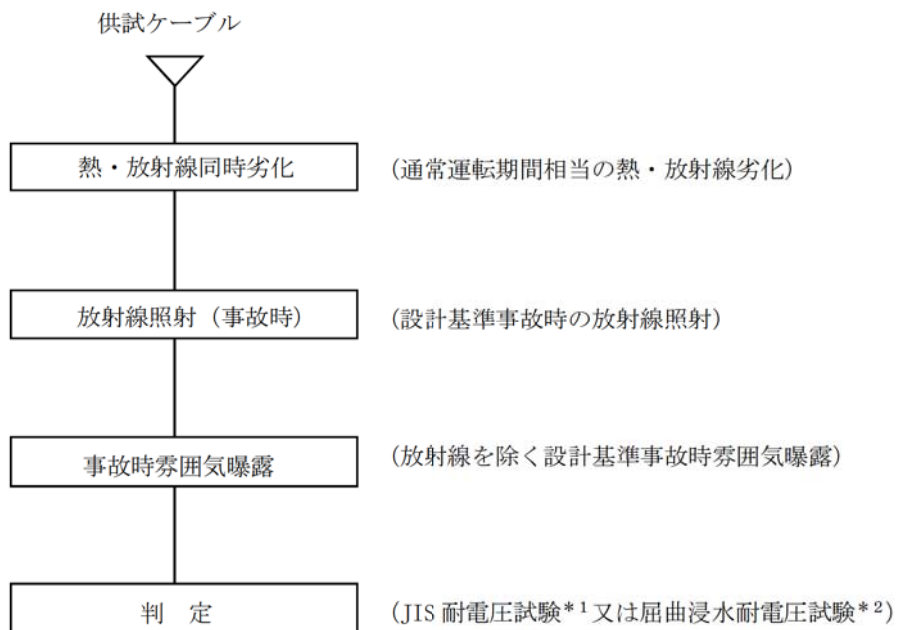 供試ケーブル
熱・放射線同時劣化 (通常運転期間相当の熱・放射線劣化)
放射線照射（事故時） (設計基準事故時の放射線照射)
事故時雰囲気曝露 (放射線を除く設計基準事故時雰囲気曝露)
判 定 (JIS 耐電圧試験*1又は屈曲浸水耐電圧試験*2)